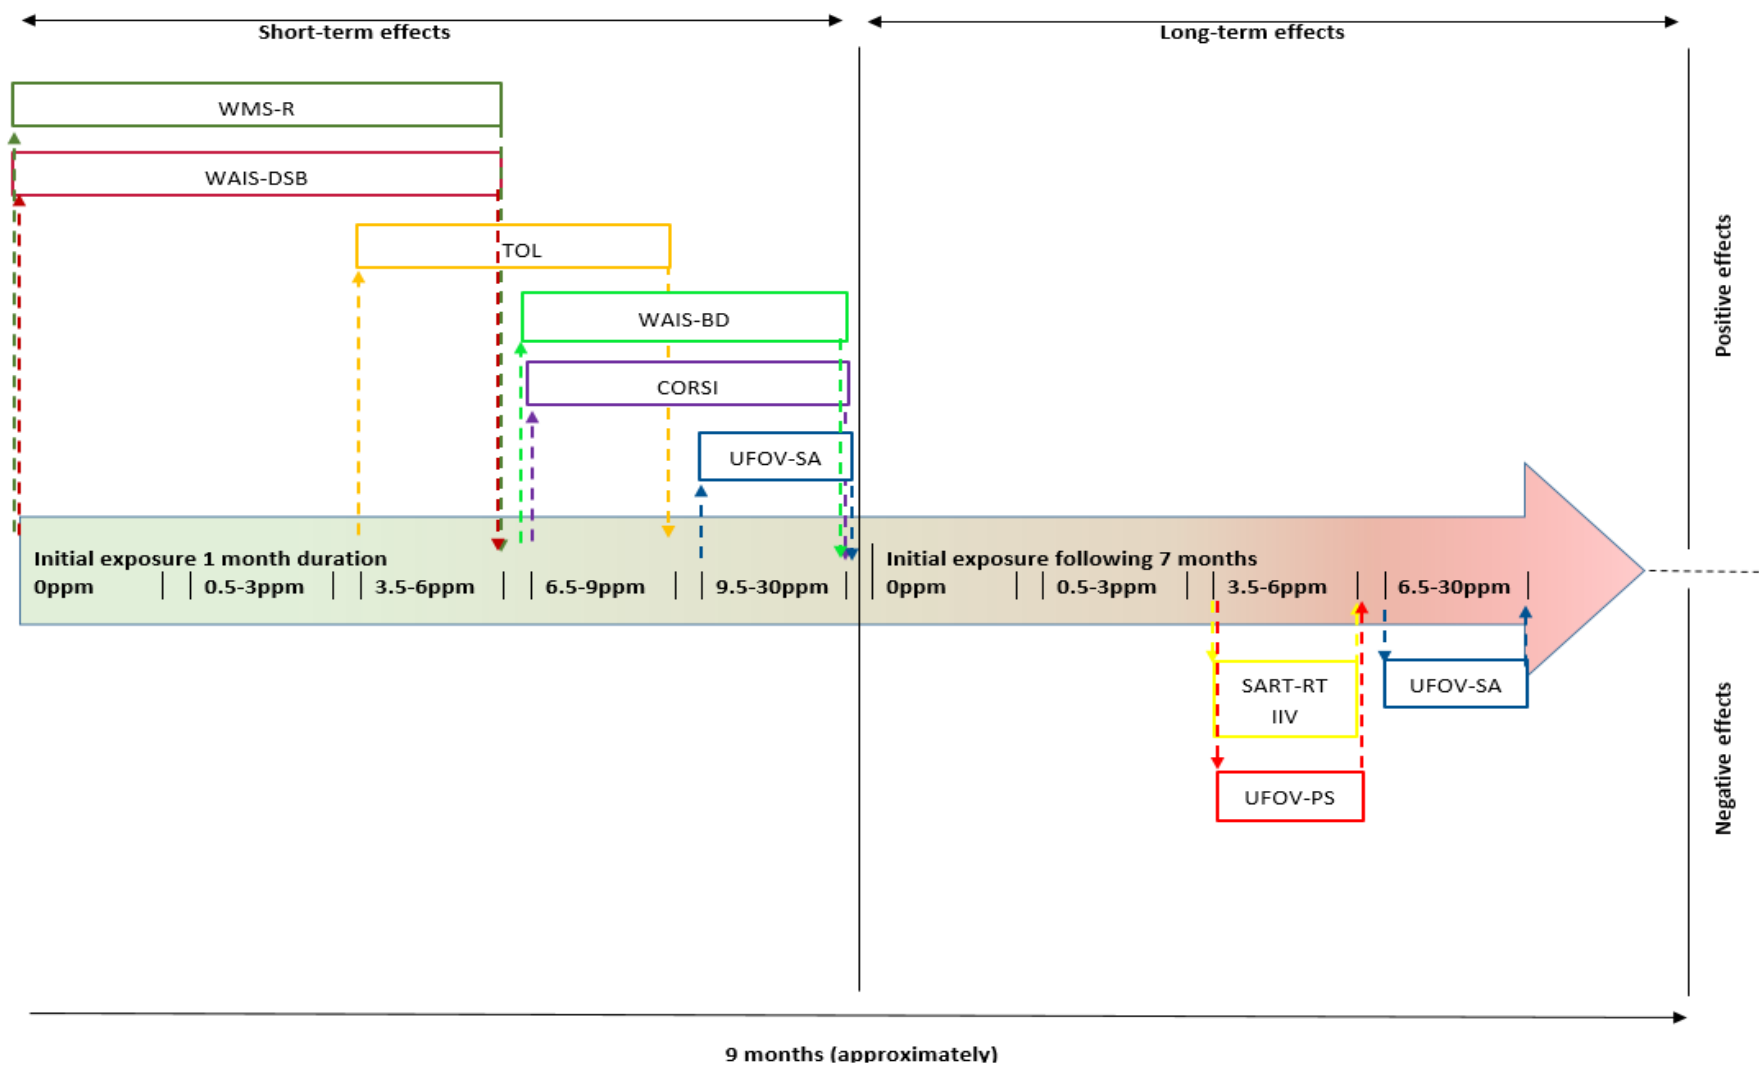 Short-term effects
Long-term effects
WMS-R
WAIS-DSB
TOL
WAIS-BD
CORSI
UFOV-SA
Positive effects
Initial exposure 1 month duration
Initial exposure following 7 months
0ppm
0.5-3ppm
3.5-6ppm
6.5-9ppm
9.5-30ppm
0ppm
0.5-3ppm
3.5-6ppm
6.5-30ppm
SART-RT
IIV
UFOV-SA
UFOV-PS
Negative effects
9 months (approximately)